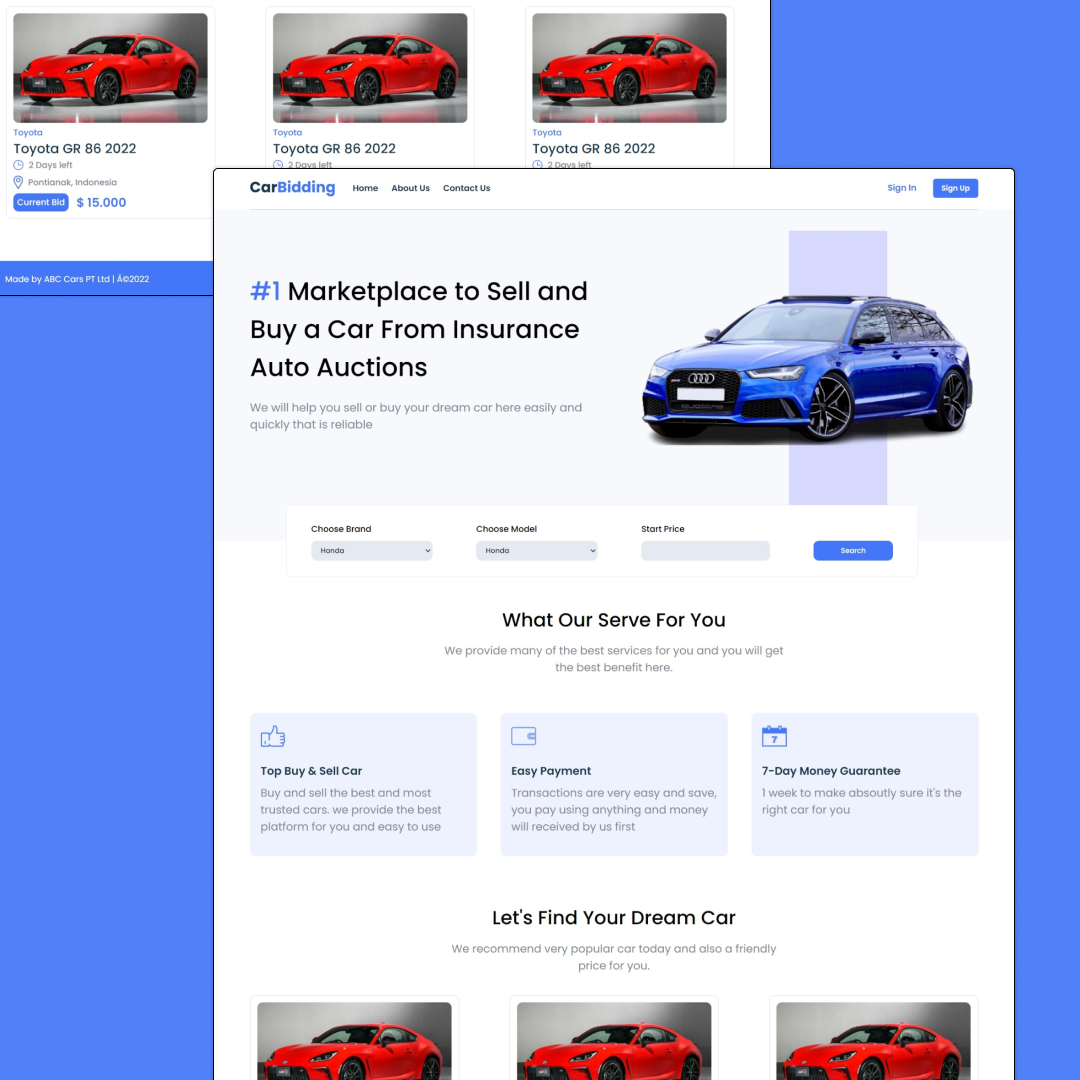 Toyota
Toyota GR 86 2022
2 Days left
Pontianak, Indonesia
Current Bid $ 15.000
Toyota
Toyota GR 86 2022
2 Days left
Toyota
Toyota GR 86 2022
2 Days left
Made by ABC Cars PT Ltd | Â©2022
CarBidding Home About Us Contact Us Sign In Sign Up
#1 Marketplace to Sell and
Buy a Car From Insurance
Auto Auctions
We will help you sell or buy your dream car here easily and
quickly that is reliable
quattro
Choose Brand Choose Model Start Price
Honda Honda Search
What Our Serve For You
We provide many of the best services for you and you will get
the best benefit here.
7
Top Buy & Sell Car
Buy and sell the best and most
trusted cars. we provide the best
platform for you and easy to use
Easy Payment
Transactions are very easy and save,
you pay using anything and money
will received by us first
7-Day Money Guarantee
1 week to make absoutly sure it's the
right car for you
Let's Find Your Dream Car
We recommend very popular car today and also a friendly
price for you.